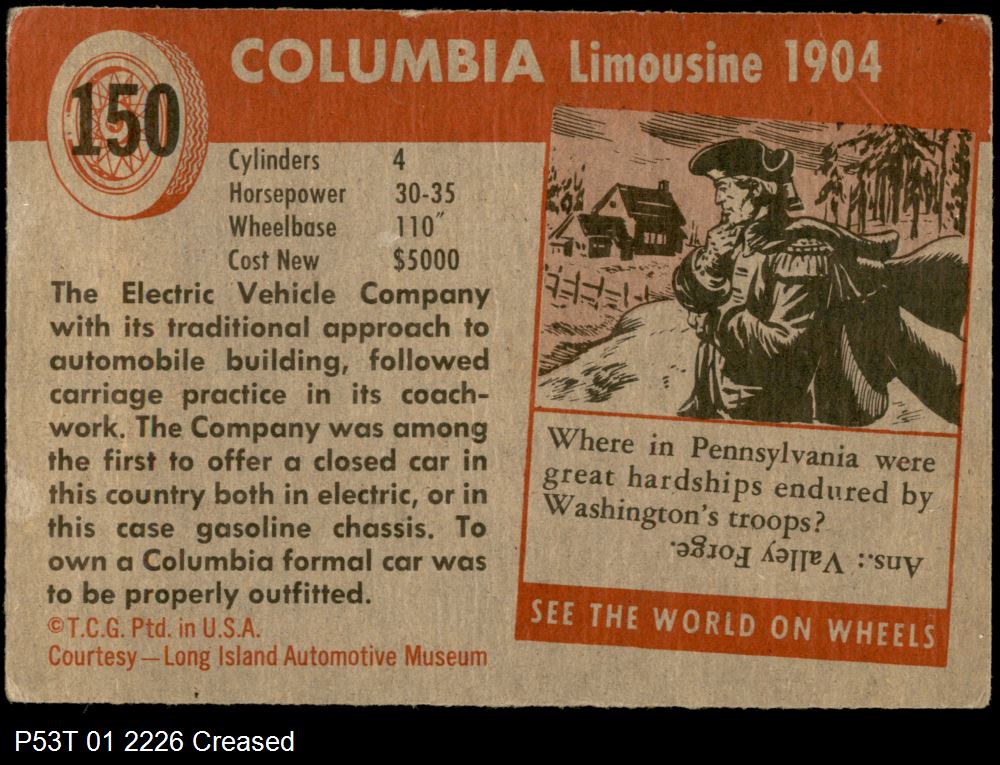 150
COLUMBIA Limousine 1904
Cylinders 4
Horsepower 30-35
Wheelbase 110″
Cost New $5000
The Electric Vehicle Company
with its traditional approach to
automobile building, followed
carriage practice in its coach-
work. The Company was among
the first to offer a closed car in
this country both in electric, or in
this case gasoline chassis. To
own a Columbia formal car was
to be properly outfitted.
©T.C.G. Ptd. in U.S.A.
Courtesy—Long Island Automotive Museum
Where in Pennsylvania were
great hardships endured by
Washington's troops?
Ans.: Valley Forge.
SEE THE WORLD ON WHEELS
P53T 01 2226 Creased